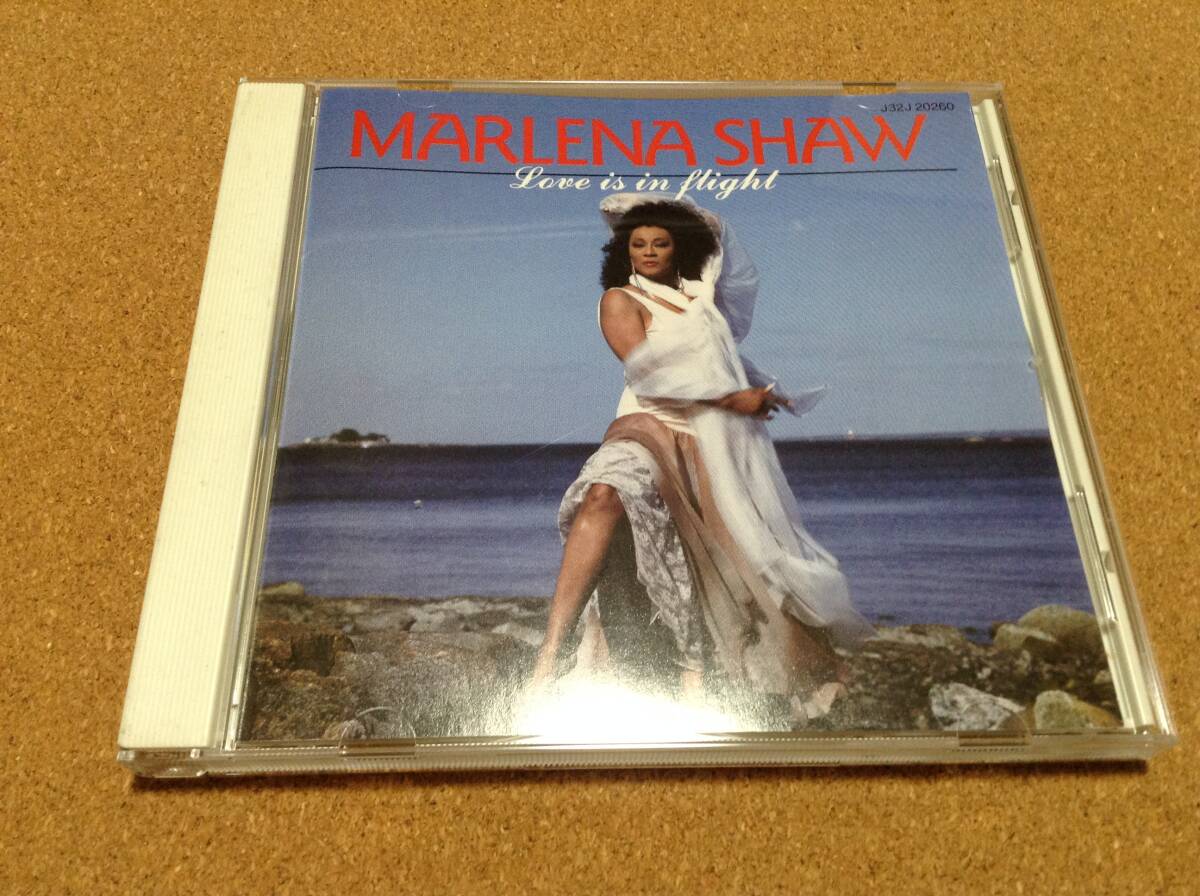 J32J 20260
MARLENA SHAW
Love is in flight